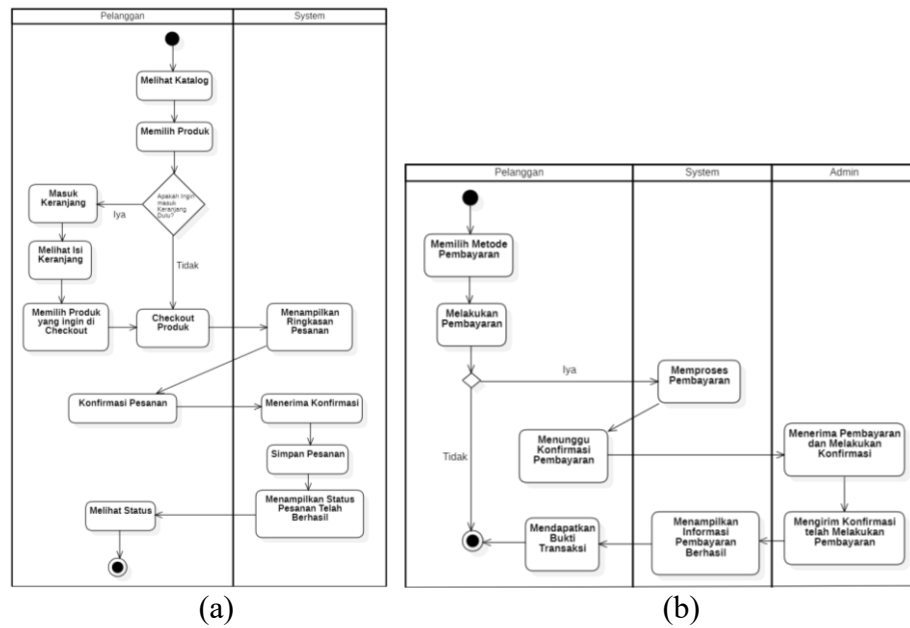 Pelanggan
System
Melihat Katalog
Memilih Produk
Apakah Ingin
masuk
Keranjang
Dulu?
Iya
Masuk
Keranjang
Melihat Isi
Keranjang
Tidak
Memilih Produk
yang ingin di
Checkout
Checkout
Produk
Menampilkan
Ringkasan
Pesanan
Konfirmasi Pesanan
Menerima Konfirmasi
Simpan Pesanan
Menampilkan Status
Pesanan Telah
Berhasil
Melihat Status
(a)
Pelanggan
System
Admin
Memilih Metode
Pembayaran
Melakukan
Pembayaran
Iya
Memproses
Pembayaran
Tidak
Menunggu
Konfirmasi
Pembayaran
Menerima Pembayaran
dan Melakukan
Konfirmasi
Mengirim Konfirmasi
telah Melakukan
Pembayaran
Menampilkan
Informasi
Pembayaran
Berhasil
Mendapatkan
Bukti
Transaksi
(b)